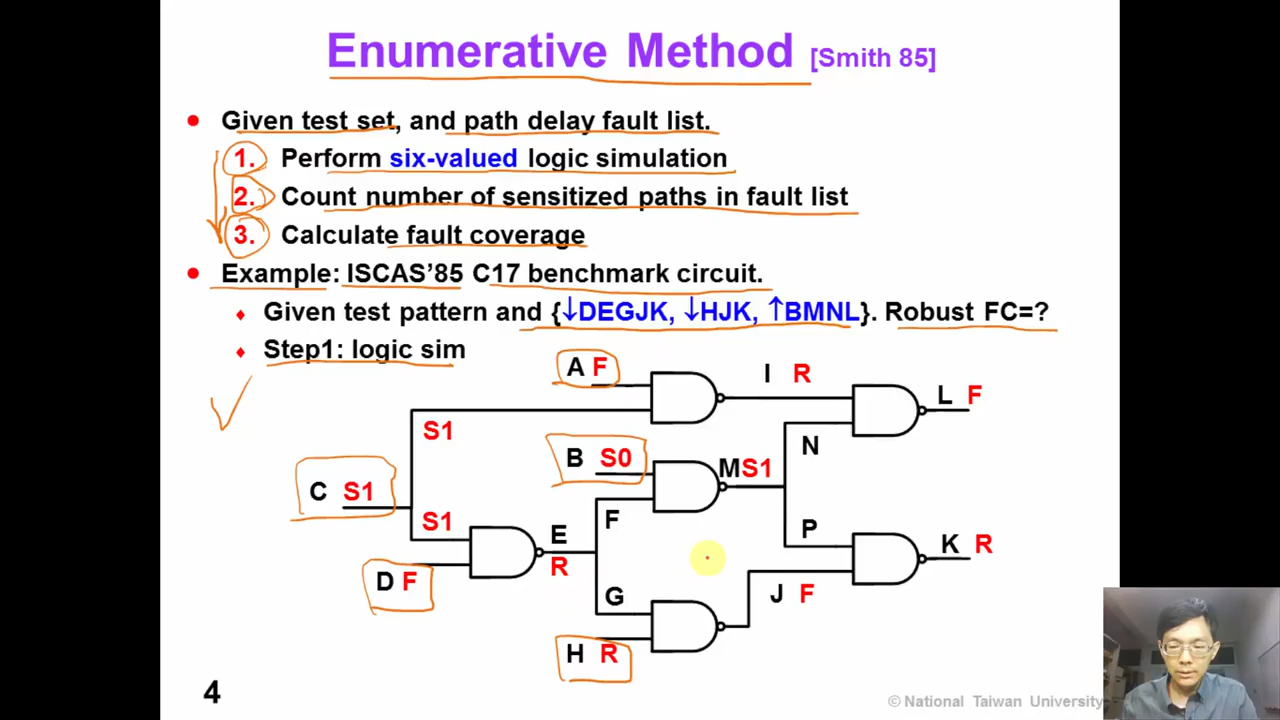 Enumerative Method [Smith 85]
Given test set, and path delay fault list.
1. Perform six-valued logic simulation
2. Count number of sensitized paths in fault list
3. Calculate fault coverage
Example: ISCAS'85 C17 benchmark circuit.
Given test pattern and {↓DEGJK, ↓HJK, ↑BMNL}. Robust FC=?
Step1: logic sim
A F
I R
L F
S1
N
B S0
M S1
C S1
S1
E
R
F
P
K R
D F
G
J F
H R
4
© National Taiwan University